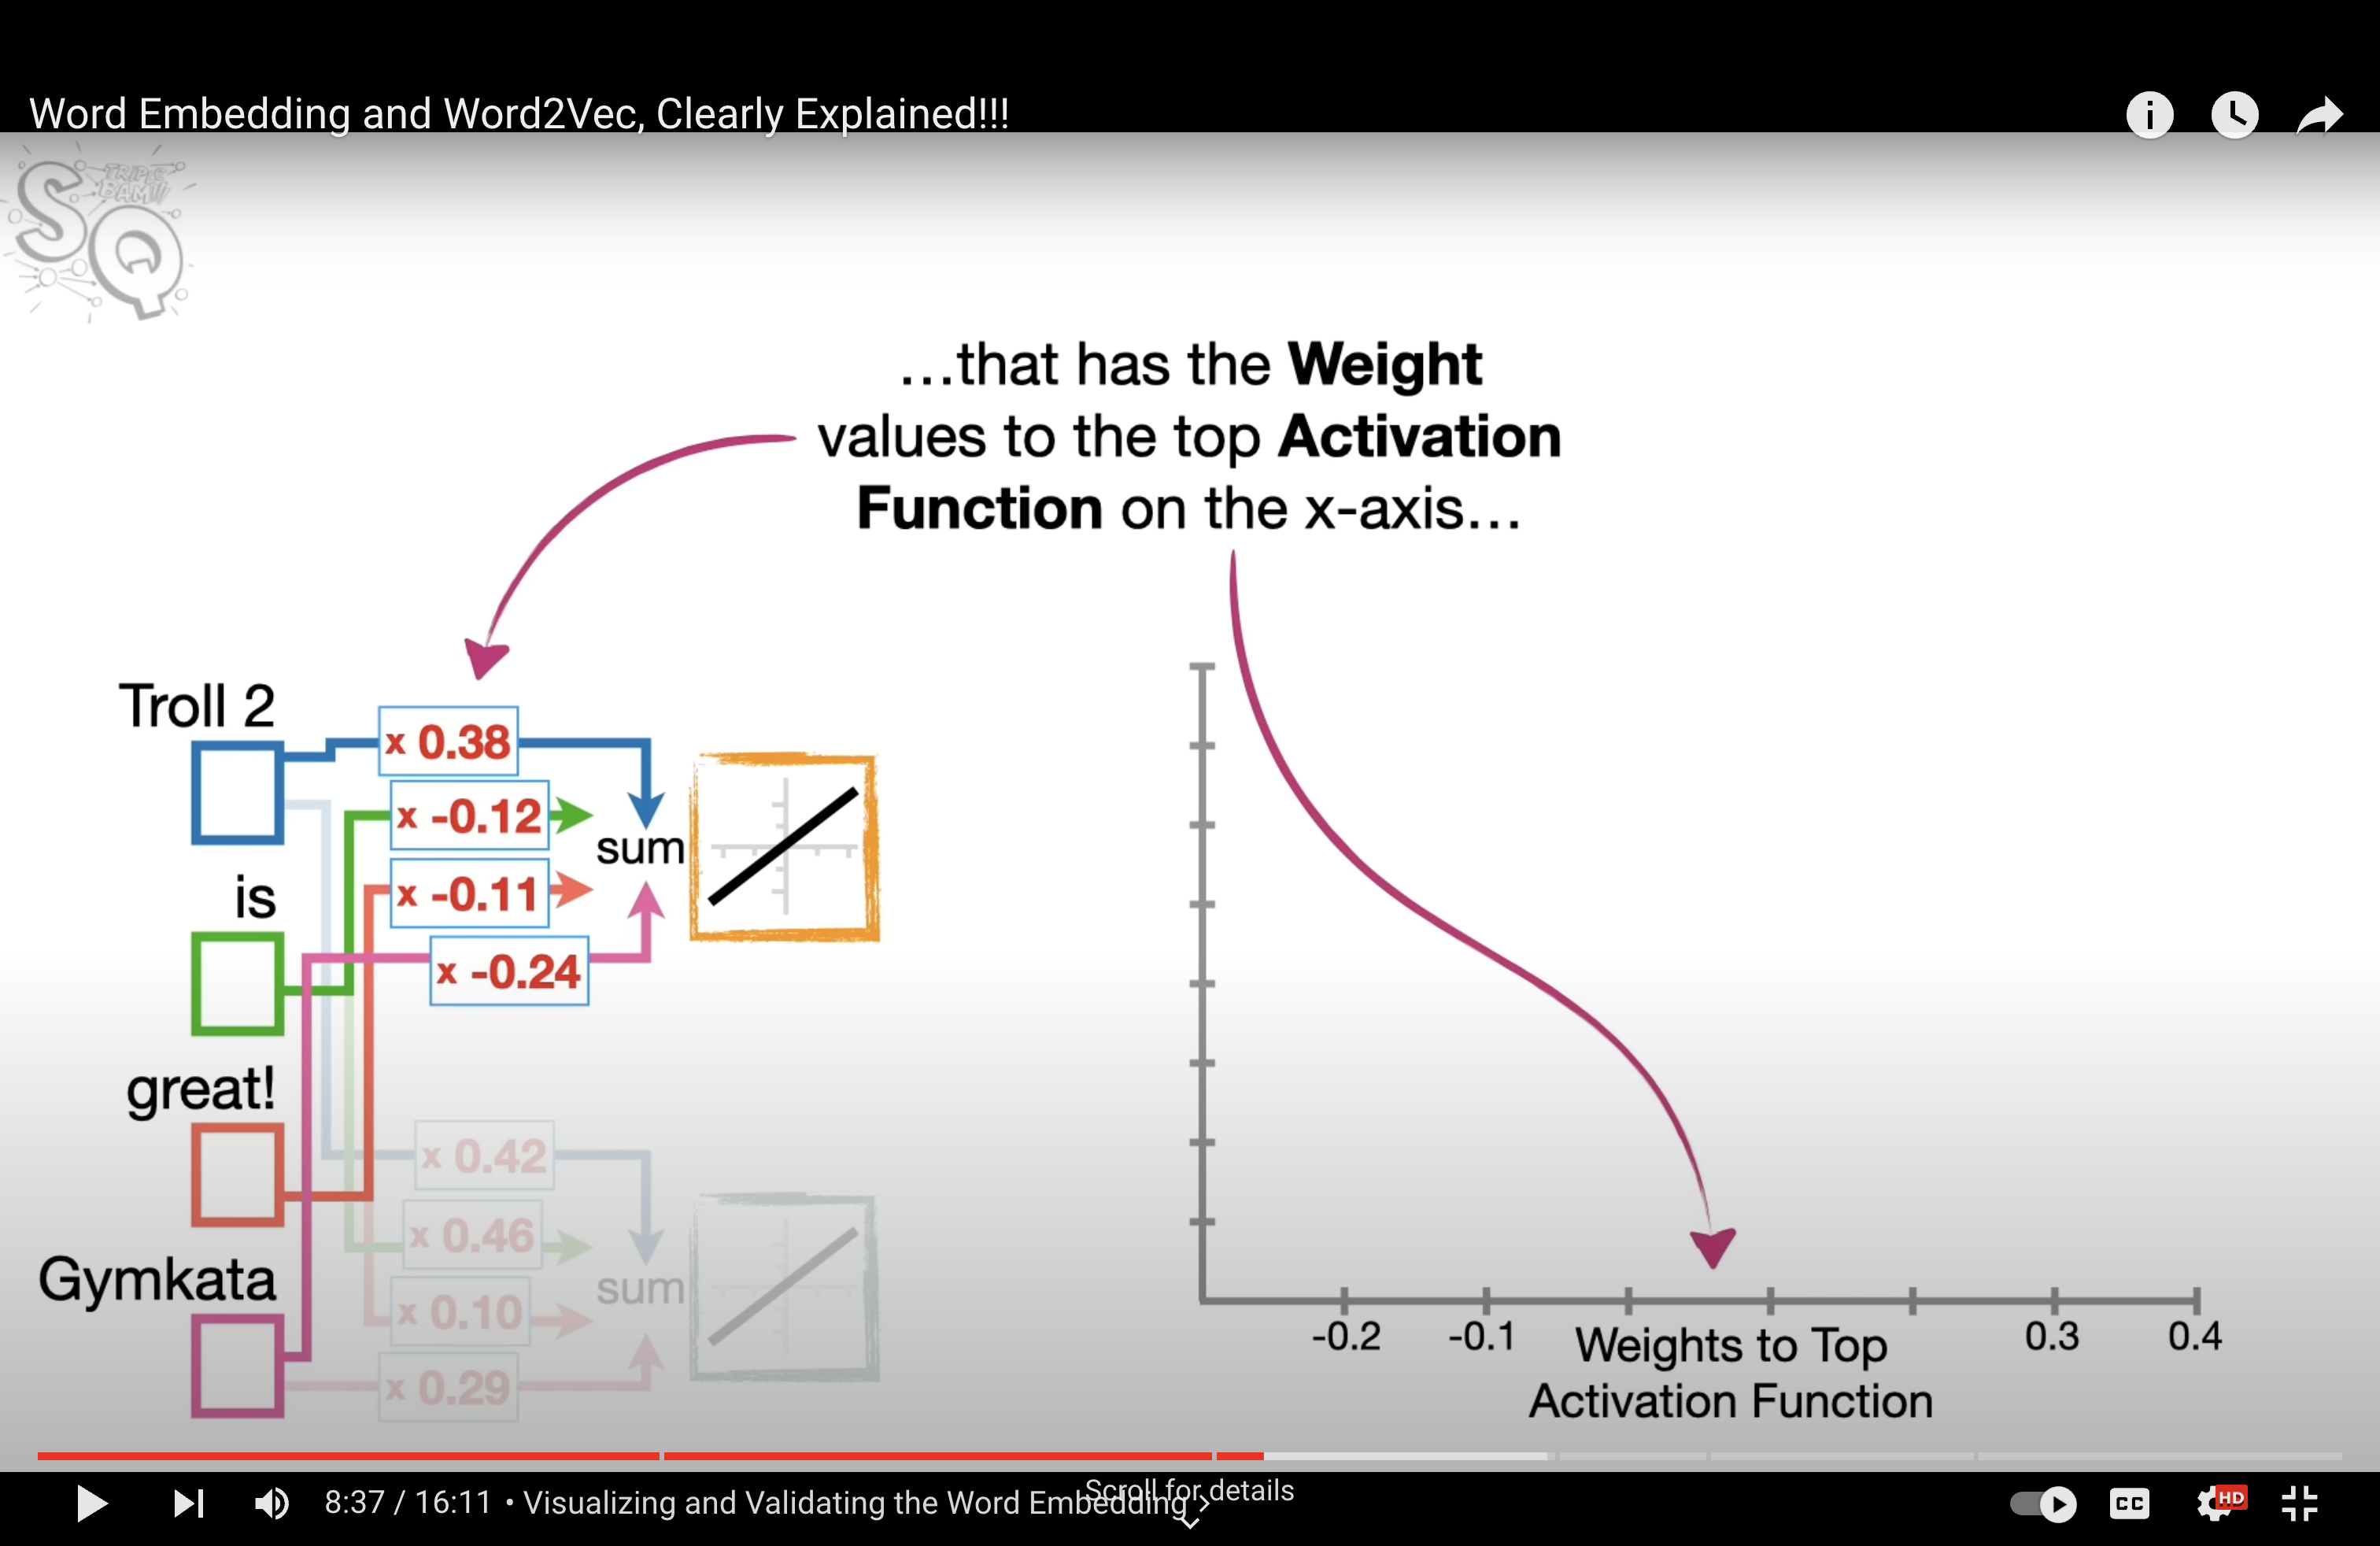 Word Embedding and Word2Vec, Clearly Explained!!!
i
SQ
TRIPLE
BAM!!!
...that has the Weight
values to the top Activation
Function on the x-axis...
Troll 2
x 0.38
x -0.12
sum
is
x -0.11
x -0.24
great!
x 0.42
x 0.46
Gymkata
sum
x 0.10
x 0.29
-0.2 -0.1 0.3 0.4
Weights to Top
Activation Function
Scroll for details
8:37 / 16:11 • Visualizing and Validating the Word Embedding
CC
HD